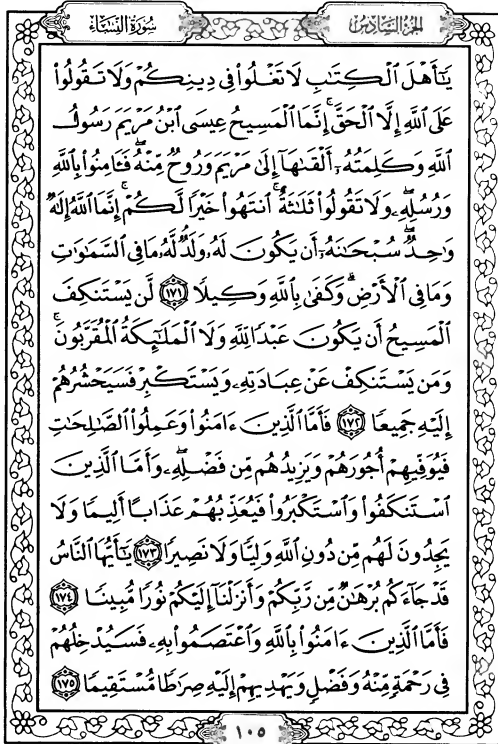 الجزء السادس
سورة النساء
يَٰٓأَهْلَ ٱلْكِتَٰبِ لَا تَغْلُوا۟ فِى دِينِكُمْ وَلَا تَقُولُوا۟
عَلَى ٱللَّهِ إِلَّا ٱلْحَقَّ ۚ إِنَّمَا ٱلْمَسِيحُ عِيسَى ٱبْنُ مَرْيَمَ رَسُولُ
ٱللَّهِ وَكَلِمَتُهُۥٓ أَلْقَىٰهَآ إِلَىٰ مَرْيَمَ وَرُوحٌ مِّنْهُ ۖ فَـَٔامِنُوا۟ بِٱللَّهِ
وَرُسُلِهِۦ ۖ وَلَا تَقُولُوا۟ ثَلَٰثَةٌ ۚ ٱنتَهُوا۟ خَيْرًا لَّكُمْ ۚ إِنَّمَا ٱللَّهُ إِلَٰهٌ
وَٰحِدٌ ۖ سُبْحَٰنَهُۥٓ أَن يَكُونَ لَهُۥ وَلَدٌ ۘ لَّهُۥ مَا فِى ٱلسَّمَٰوَٰتِ
وَمَا فِى ٱلْأَرْضِ ۗ وَكَفَىٰ بِٱللَّهِ وَكِيلًا ١٧١ لَّن يَسْتَنكِفَ
ٱلْمَسِيحُ أَن يَكُونَ عَبْدًا لِّلَّهِ وَلَا ٱلْمَلَٰٓئِكَةُ ٱلْمُقَرَّبُونَ ۚ
وَمَن يَسْتَنكِفْ عَنْ عِبَادَتِهِۦ وَيَسْتَكْبِرْ فَسَيَحْشُرُهُمْ
إِلَيْهِ جَمِيعًا ١٧٢ فَأَمَّا ٱلَّذِينَ ءَامَنُوا۟ وَعَمِلُوا۟ ٱلصَّٰلِحَٰتِ
فَيُوَفِّيهِمْ أُجُورَهُمْ وَيَزِيدُهُم مِّن فَضْلِهِۦ ۖ وَأَمَّا ٱلَّذِينَ
ٱسْتَنكَفُوا۟ وَٱسْتَكْبَرُوا۟ فَيُعَذِّبُهُمْ عَذَابًا أَلِيمًا وَلَا
يَجِدُونَ لَهُم مِّن دُونِ ٱللَّهِ وَلِيًّا وَلَا نَصِيرًا ١٧٣ يَٰٓأَيُّهَا ٱلنَّاسُ
قَدْ جَآءَكُم بُرْهَٰنٌ مِّن رَّبِّكُمْ وَأَنزَلْنَآ إِلَيْكُمْ نُورًا مُّبِينًا ١٧٤
فَأَمَّا ٱلَّذِينَ ءَامَنُوا۟ بِٱللَّهِ وَٱعْتَصَمُوا۟ بِهِۦ فَسَيُدْخِلُهُمْ
فِى رَحْمَةٍ مِّنْهُ وَفَضْلٍ وَيَهْدِيهِمْ إِلَيْهِ صِرَٰطًا مُّسْتَقِيمًا ١٧٥
١٠٥